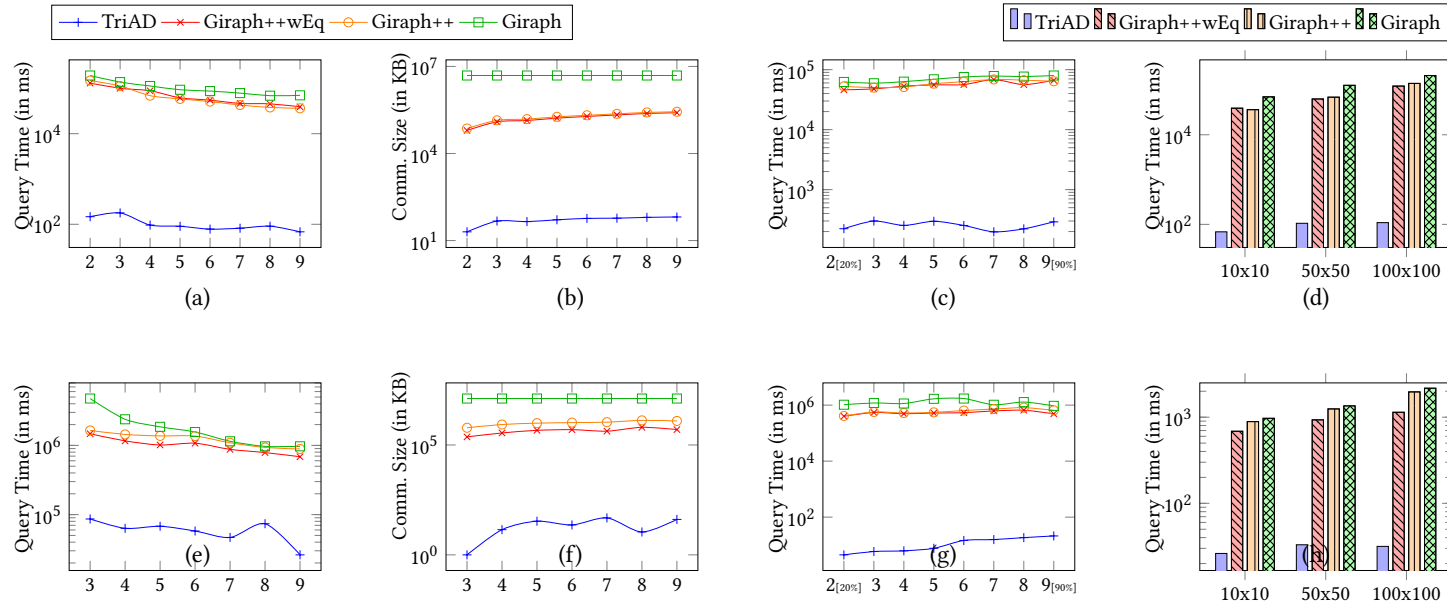 TriAD Giraph++wEq Giraph++ Giraph
TriAD Giraph++wEq Giraph++ Giraph
Query Time (in ms)
10^4
10^2
2 3 4 5 6 7 8 9
(a)
Comm. Size (in KB)
10^7
10^4
10^1
2 3 4 5 6 7 8 9
(b)
Query Time (in ms)
10^5
10^4
10^3
2[20%] 3 4 5 6 7 8 9[90%]
(c)
Query Time (in ms)
10^4
10^2
10x10 50x50 100x100
(d)
Query Time (in ms)
10^6
10^5
3 4 5 6 7 8 9
(e)
Comm. Size (in KB)
10^5
10^0
3 4 5 6 7 8 9
(f)
Query Time (in ms)
10^6
10^4
10^2
2[20%] 3 4 5 6 7 8 9[90%]
(g)
Query Time (in ms)
10^3
10^2
10x10 50x50 100x100
(h)